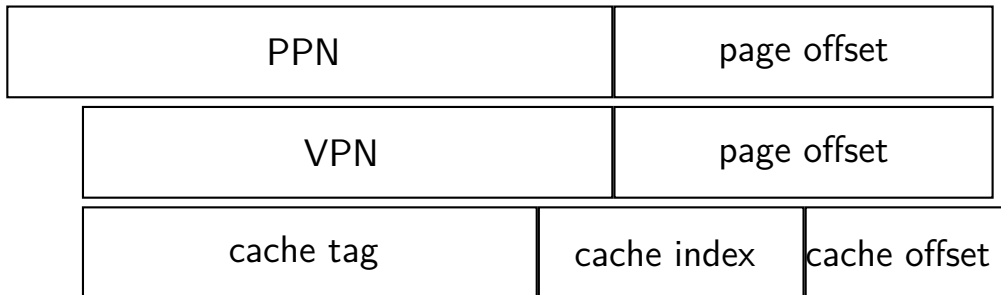 PPN page offset
VPN page offset
cache tag cache index cache offset